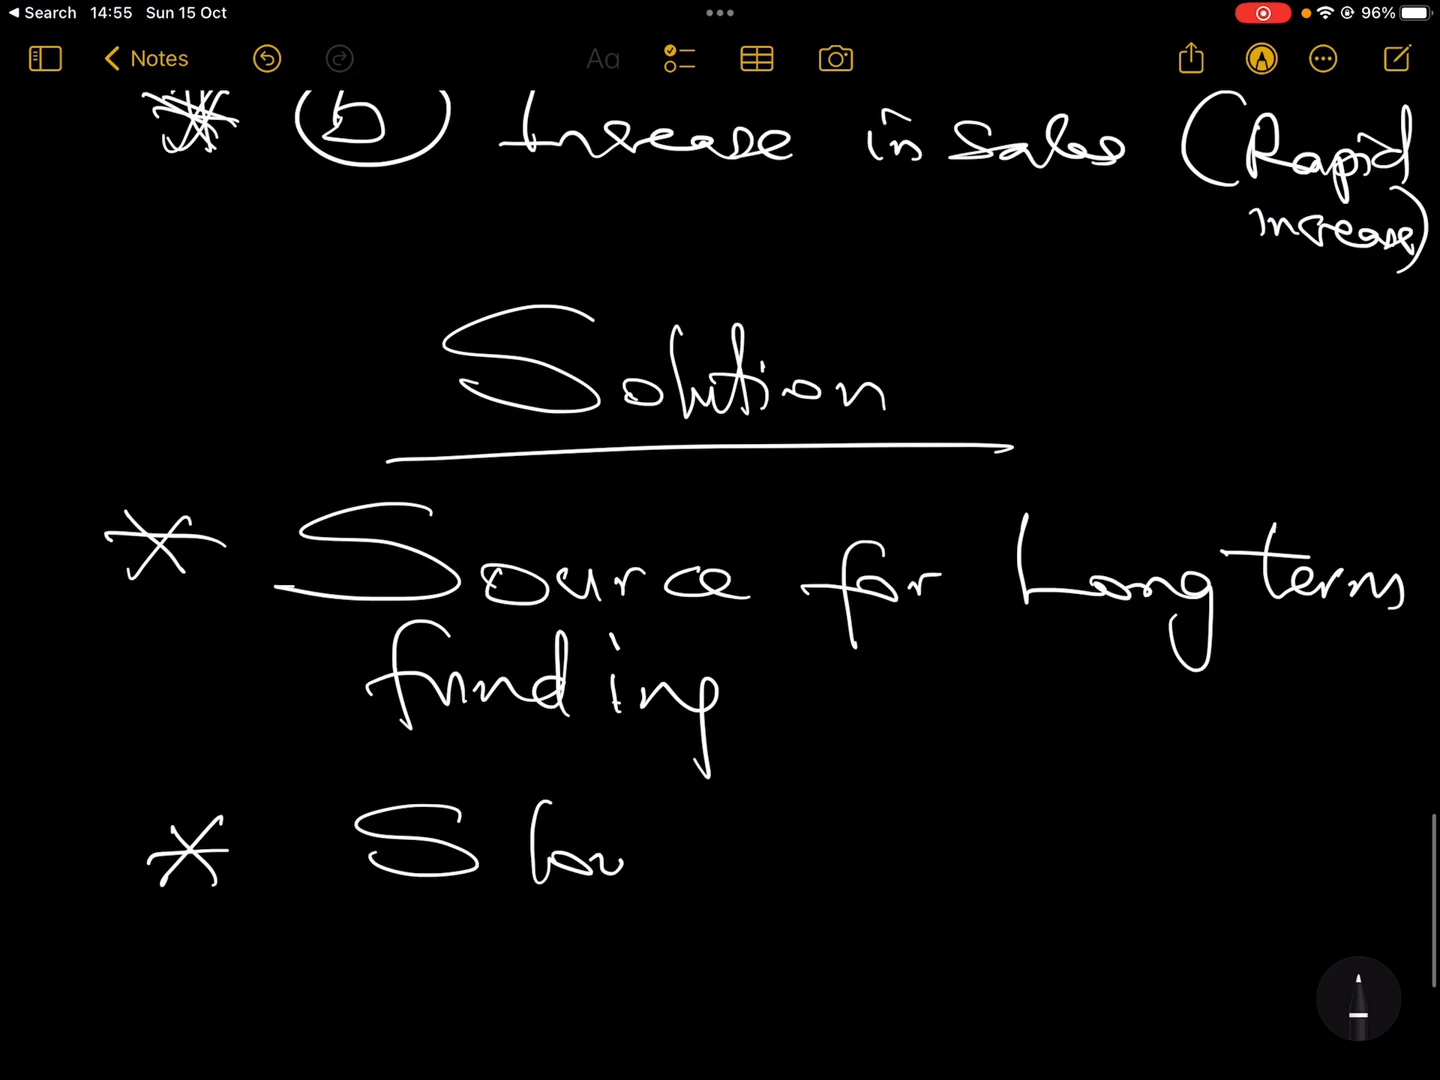 Search 14:55 Sun 15 Oct 96%
Notes Aa
* b Increase in Sales (Rapid
increase)
Solution
* Source for Long term
funding
* Slow